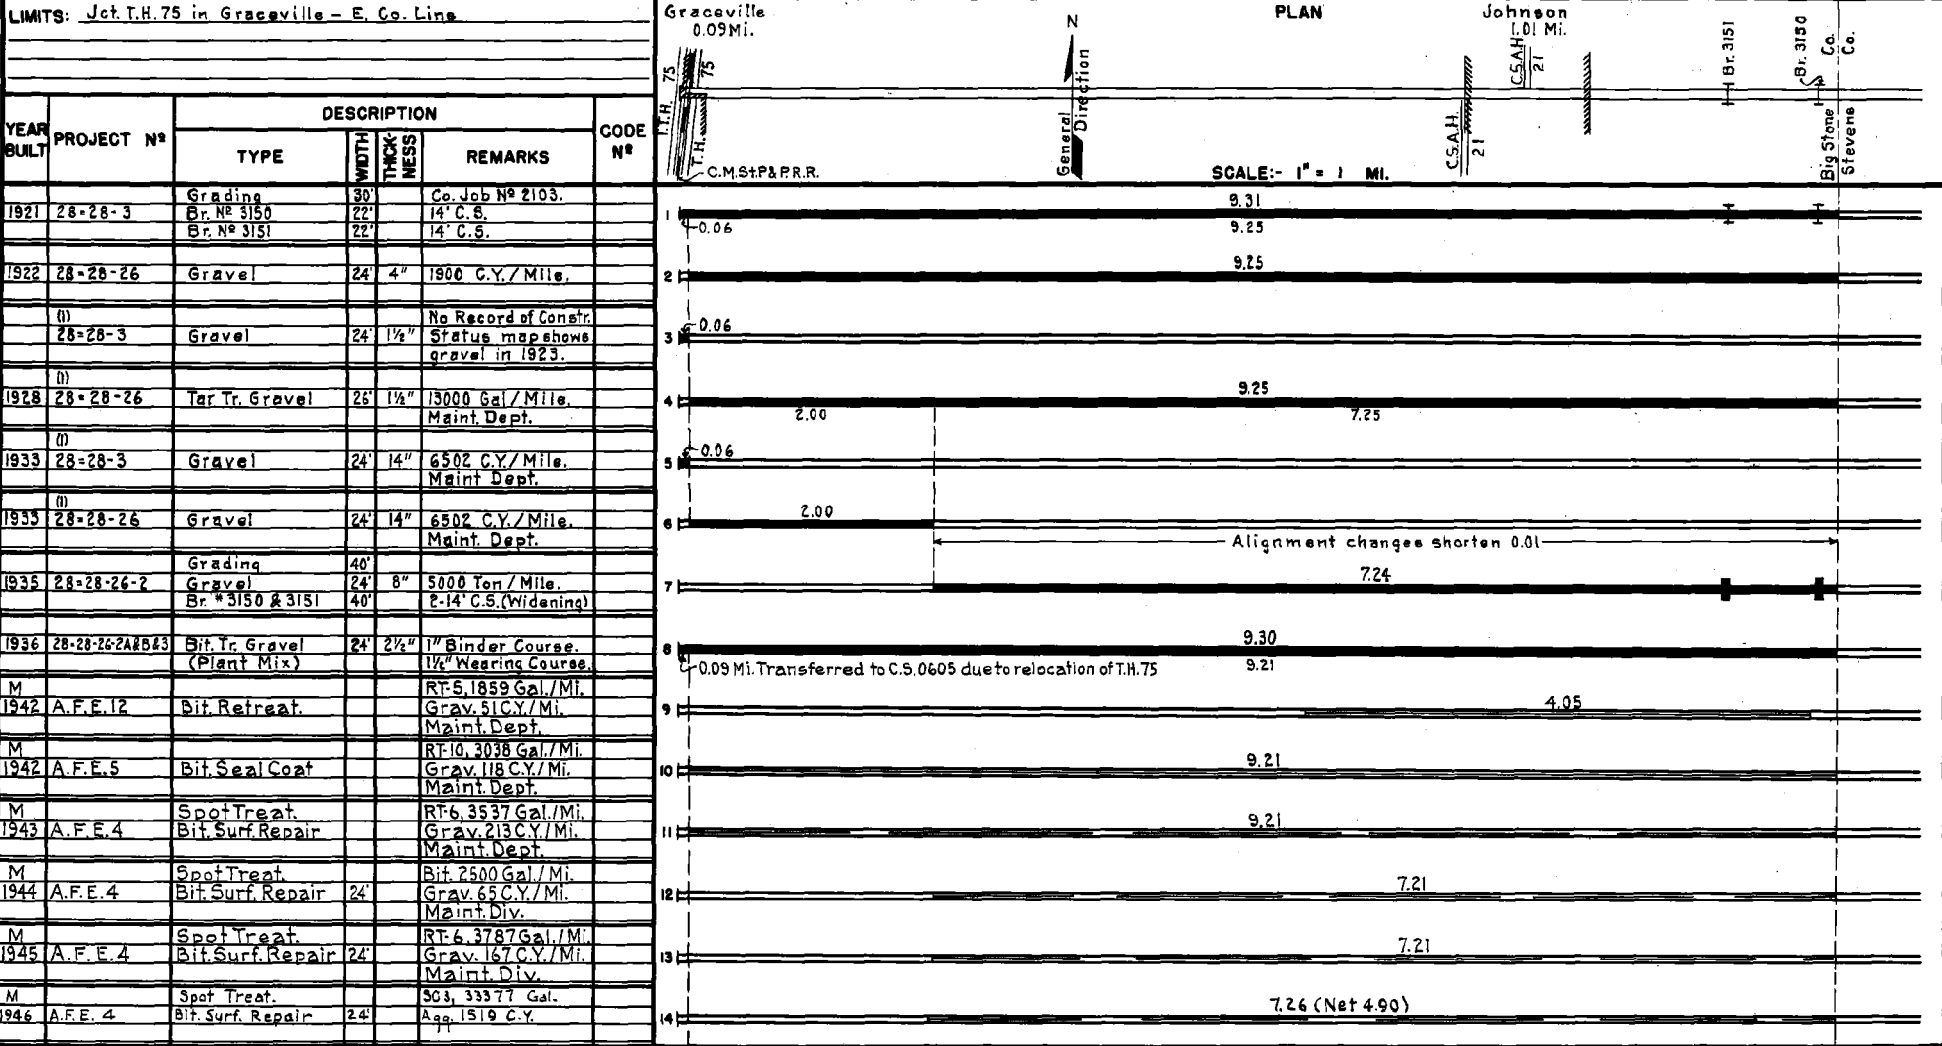 LIMITS: Jct. T.H. 75 in Graceville – E. Co. Line
YEAR BUILT
PROJECT Nº
DESCRIPTION
TYPE
WIDTH
THICK-NESS
REMARKS
CODE Nº
Graceville
0.09 Mi.
PLAN
Johnson
1.01 Mi.
N
General Direction
T.H. 75
T.H. 75
C.M.St.P.& P.R.R.
SCALE:- 1" = 1 MI.
C.S.A.H. 21
C.S.A.H. 21
Br. 3151
Br. 3150
Big Stone Co.
Stevens Co.
Grading 30' Co. Job Nº 2103.
1921 28=28-3 Br. Nº 3150 22' 14' C.S.
Br. Nº 3151 22' 14' C.S.
1 9.31
0.06 9.25
1922 28=28-26 Gravel 24' 4" 1900 C.Y./Mile.
2 9.25
(1) No Record of Constr.
28=28-3 Gravel 24' 1½" Status map shows
gravel in 1923.
3 0.06
(1)
1928 28=28-26 Tar Tr. Gravel 26' 1½" 13000 Gal/Mile.
Maint. Dept.
4 9.25
2.00 7.25
(1)
1933 28=28-3 Gravel 24' 14" 6502 C.Y./Mile.
Maint Dept.
5 0.06
(1)
1933 28=28-26 Gravel 24' 14" 6502 C.Y./Mile.
Maint. Dept.
6 2.00
Alignment changes shorten 0.01
Grading 40'
1935 28=28-26-2 Gravel 24' 8" 5000 Ton/Mile.
Br. #3150 & 3151 40' 2-14' C.S.(Widening)
7 7.24
1936 28=28-26-2A&B&3 Bit. Tr. Gravel 24' 2½" 1" Binder Course.
(Plant Mix) 1½" Wearing Course.
8 9.30
0.09 Mi. Transferred to C.S. 0605 due to relocation of T.H. 75 9.21
M RT-5, 1859 Gal./Mi.
1942 A.F.E. 12 Bit. Retreat. Grav. 51 C.Y./Mi.
Maint. Dept.
9 4.05
M RT-10, 3038 Gal./Mi.
1942 A.F.E. 5 Bit. Seal Coat Grav. 118 C.Y./Mi.
Maint. Dept.
10 9.21
M Spot Treat. RT-6, 3537 Gal./Mi.
1943 A.F.E. 4 Bit. Surf. Repair Grav. 213 C.Y./Mi.
Maint. Dept.
11 9.21
M Spot Treat. Bit. 2500 Gal./Mi.
1944 A.F.E. 4 Bit. Surf. Repair 24' Grav. 65 C.Y./Mi.
Maint. Div.
12 7.21
M Spot Treat. RT-6, 3787 Gal./Mi.
1945 A.F.E. 4 Bit. Surf. Repair 24' Grav. 167 C.Y./Mi.
Maint. Div.
13 7.21
M Spot Treat. SC3, 33377 Gal.
1946 A.F.E. 4 Bit. Surf. Repair 24' Agg. 1519 C.Y.
14 7.26 (Net 4.90)